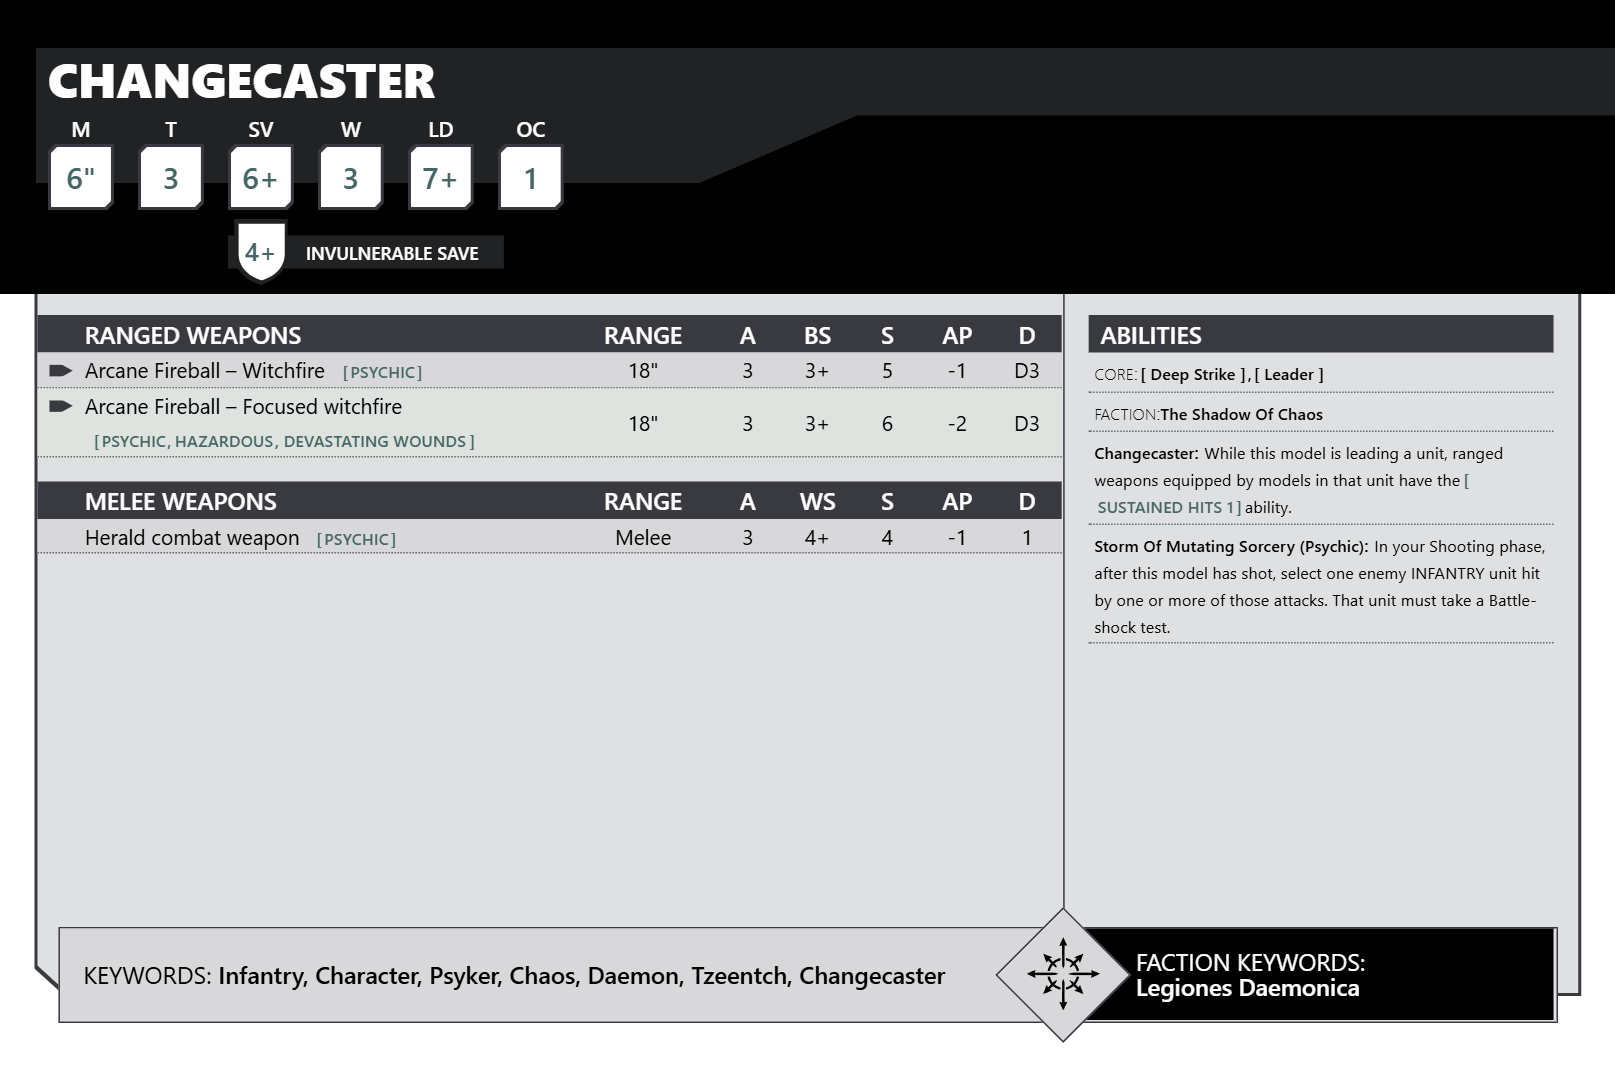 CHANGECASTER
M T SV W LD OC
6" 3 6+ 3 7+ 1
4+ INVULNERABLE SAVE
RANGED WEAPONS RANGE A BS S AP D
Arcane Fireball – Witchfire [PSYCHIC] 18" 3 3+ 5 -1 D3
Arcane Fireball – Focused witchfire
[PSYCHIC, HAZARDOUS, DEVASTATING WOUNDS] 18" 3 3+ 6 -2 D3
MELEE WEAPONS RANGE A WS S AP D
Herald combat weapon [PSYCHIC] Melee 3 4+ 4 -1 1
ABILITIES
CORE: [ Deep Strike ], [ Leader ]
FACTION:The Shadow Of Chaos
Changecaster: While this model is leading a unit, ranged
weapons equipped by models in that unit have the [
SUSTAINED HITS 1] ability.
Storm Of Mutating Sorcery (Psychic): In your Shooting phase,
after this model has shot, select one enemy INFANTRY unit hit
by one or more of those attacks. That unit must take a Battle-
shock test.
KEYWORDS: Infantry, Character, Psyker, Chaos, Daemon, Tzeentch, Changecaster
FACTION KEYWORDS:
Legiones Daemonica